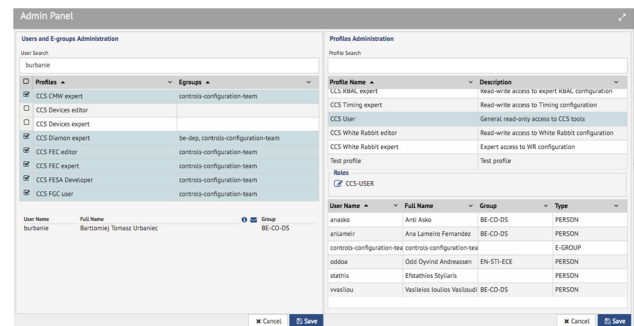 Admin Panel
Users and E-groups Administration
User Search
burbanie
Profiles Egroups
CCS CMW expert controls-configuration-team
CCS Devices editor
CCS Devices expert
CCS Diamon expert be-dep, controls-configuration-team
CCS FEC editor controls-configuration-team
CCS FEC expert controls-configuration-team
CCS FESA Developer controls-configuration-team
CCS FGC user controls-configuration-team
User Name Full Name Group
burbanie Bartlomiej Tomasz Urbaniec BE-CO-DS
Cancel Save
Profiles Administration
Profile Search
Profile Name Description
CCS RBAC expert Read-write access to expert RBAC configuration
CCS Timing expert Read-write access to Timing configuration
CCS User General read-only access to CCS tools
CCS White Rabbit editor Read-write access to White Rabbit configuration
CCS White Rabbit expert Expert access to WR configuration
Test profile Test profile
Roles
CCS-USER
User Name Full Name Group Type
anasko Anti Asko BE-CO-DS PERSON
anlameir Ana Lameiro Fernandez BE-CO-DS PERSON
controls-configuration-tea controls-configuration-tea E-GROUP
oddoa Odd Oyvind Andreassen EN-STI-ECE PERSON
stathis Efstathios Styliaris PERSON
vvasilou Vasileios Ioulios Vasiloudi BE-CO-DS PERSON
Cancel Save